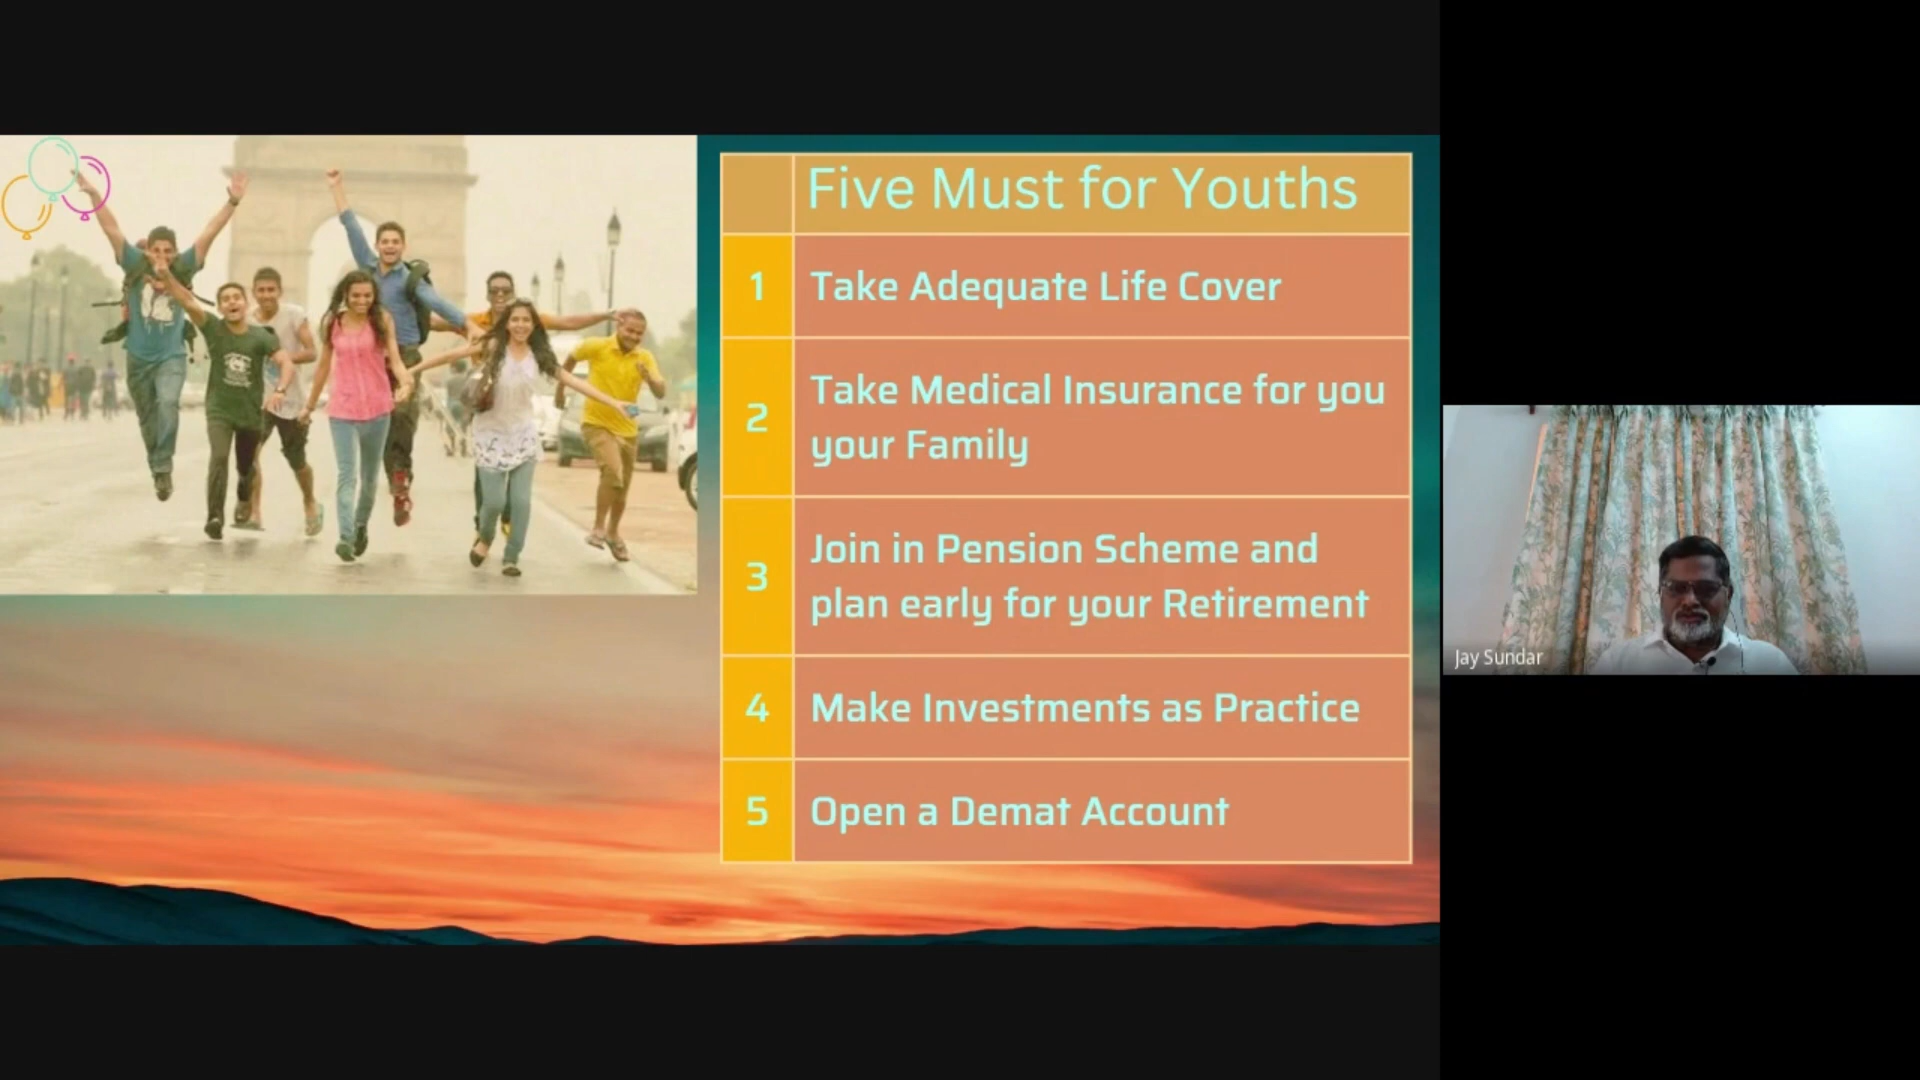 Five Must for Youths
1 Take Adequate Life Cover
2 Take Medical Insurance for you
your Family
3 Join in Pension Scheme and
plan early for your Retirement
4 Make Investments as Practice
5 Open a Demat Account
Jay Sundar